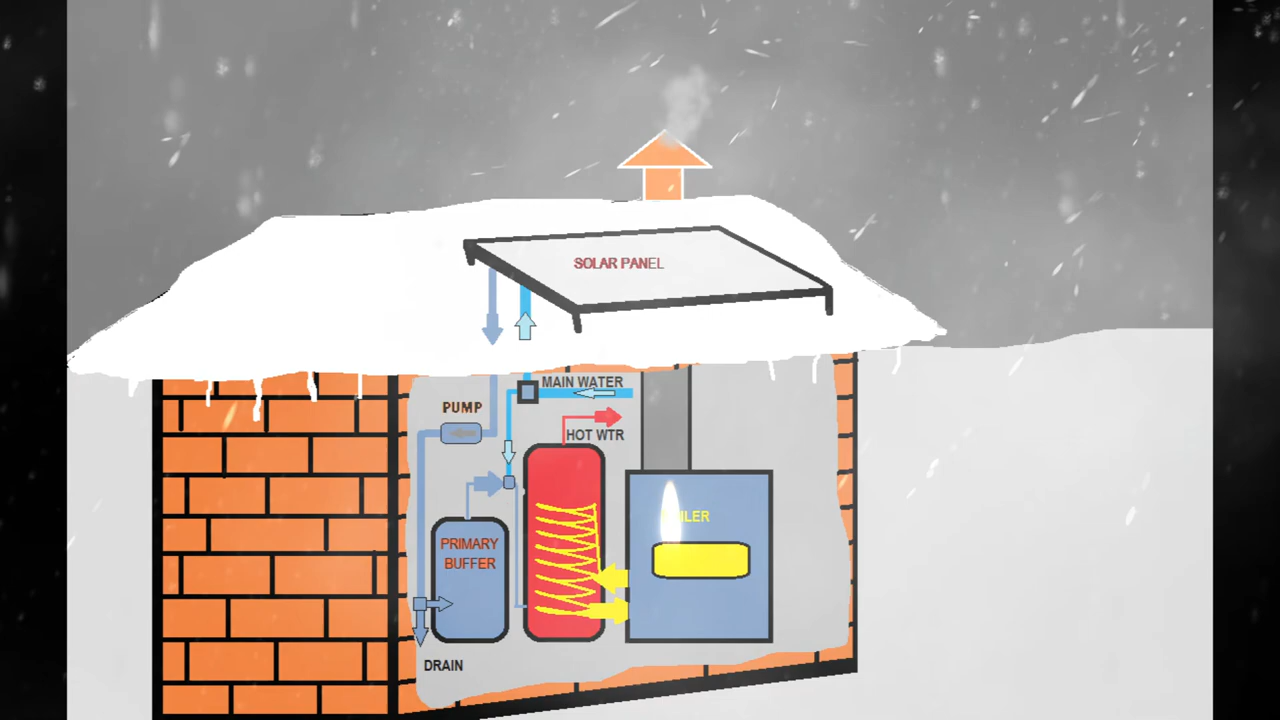 SOLAR PANEL
MAIN WATER
PUMP
HOT WTR
PRIMARY
BUFFER
DRAIN